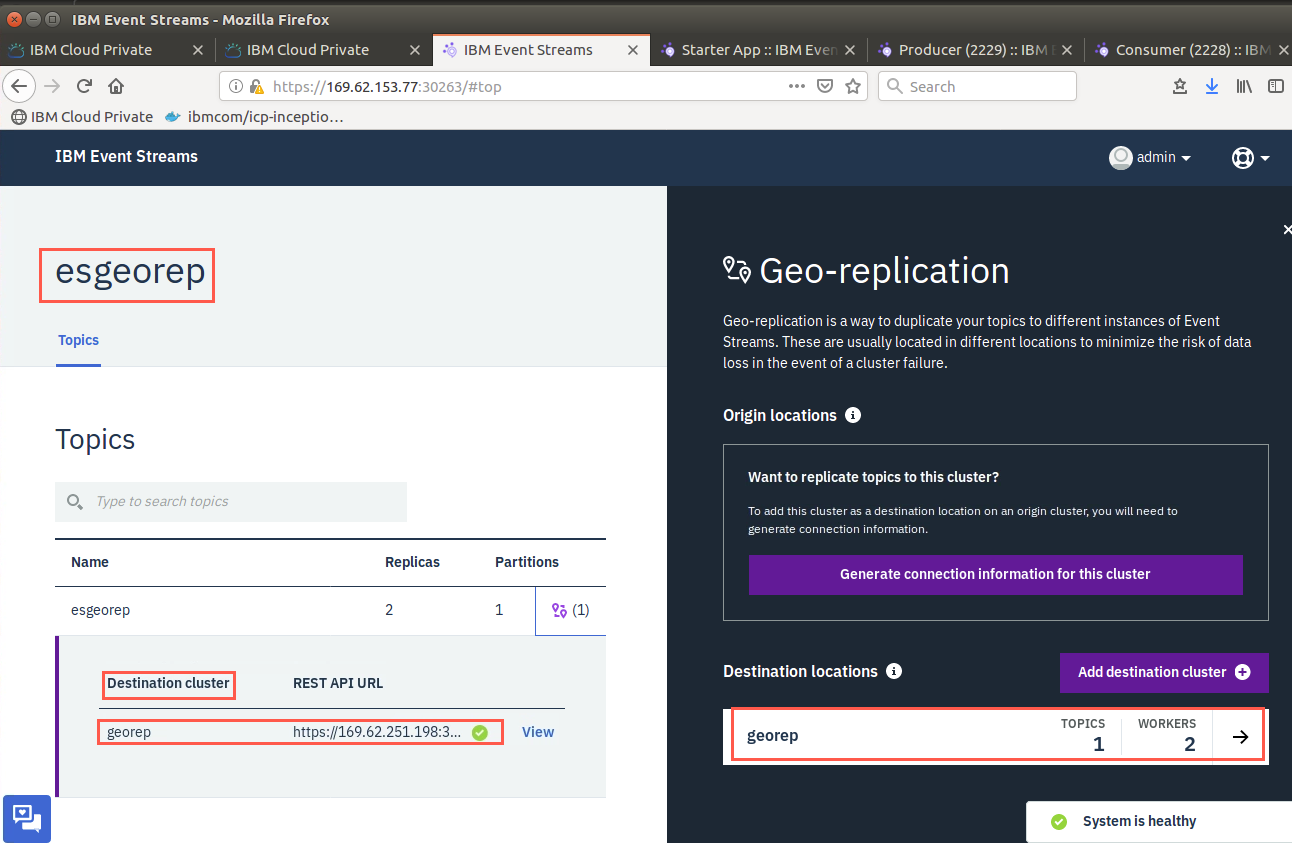 IBM Event Streams - Mozilla Firefox
IBM Cloud Private
IBM Cloud Private
IBM Event Streams
Starter App :: IBM Even
Producer (2229) :: IBM E
Consumer (2228) :: IBM
https://169.62.153.77:30263/#top
Search
IBM Cloud Private
ibmcom/icp-inceptio…
IBM Event Streams
admin
esgeorep
Topics
Topics
Type to search topics
Name Replicas Partitions
esgeorep 2 1 (1)
Destination cluster REST API URL
georep https://169.62.251.198:3... View
Geo-replication
Geo-replication is a way to duplicate your topics to different instances of Event
Streams. These are usually located in different locations to minimize the risk of data
loss in the event of a cluster failure.
Origin locations
Want to replicate topics to this cluster?
To add this cluster as a destination location on an origin cluster, you will need to
generate connection information.
Generate connection information for this cluster
Destination locations
Add destination cluster
georep
TOPICS
1
WORKERS
2
System is healthy